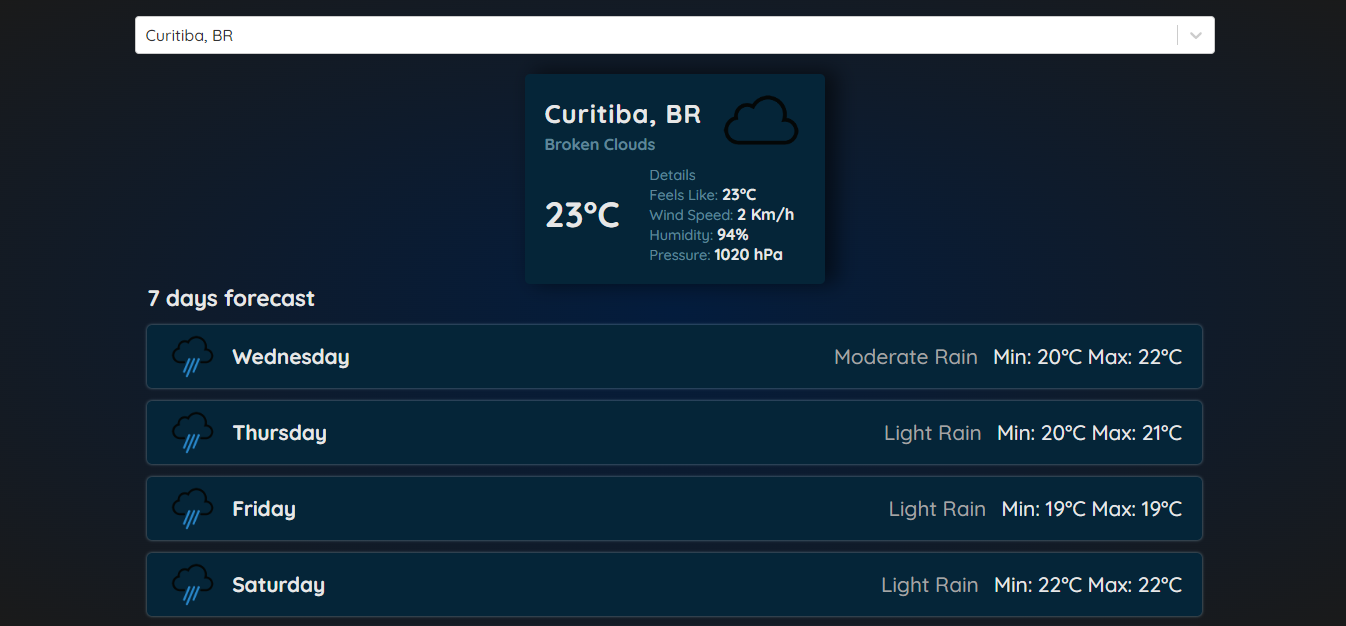 Curitiba, BR
Curitiba, BR
Broken Clouds
23°C
Details
Feels Like: 23°C
Wind Speed: 2 Km/h
Humidity: 94%
Pressure: 1020 hPa
7 days forecast
Wednesday Moderate Rain Min: 20°C Max: 22°C
Thursday Light Rain Min: 20°C Max: 21°C
Friday Light Rain Min: 19°C Max: 19°C
Saturday Light Rain Min: 22°C Max: 22°C